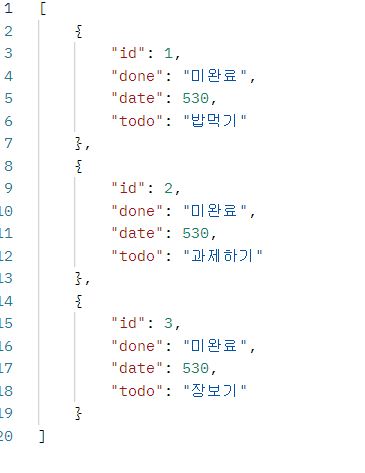 1 [
2 {
3 "id": 1,
4 "done": "미완료",
5 "date": 530,
6 "todo": "밥먹기"
7 },
8 {
9 "id": 2,
10 "done": "미완료",
11 "date": 530,
12 "todo": "과제하기"
13 },
14 {
15 "id": 3,
16 "done": "미완료",
17 "date": 530,
18 "todo": "장보기"
19 }
20 ]